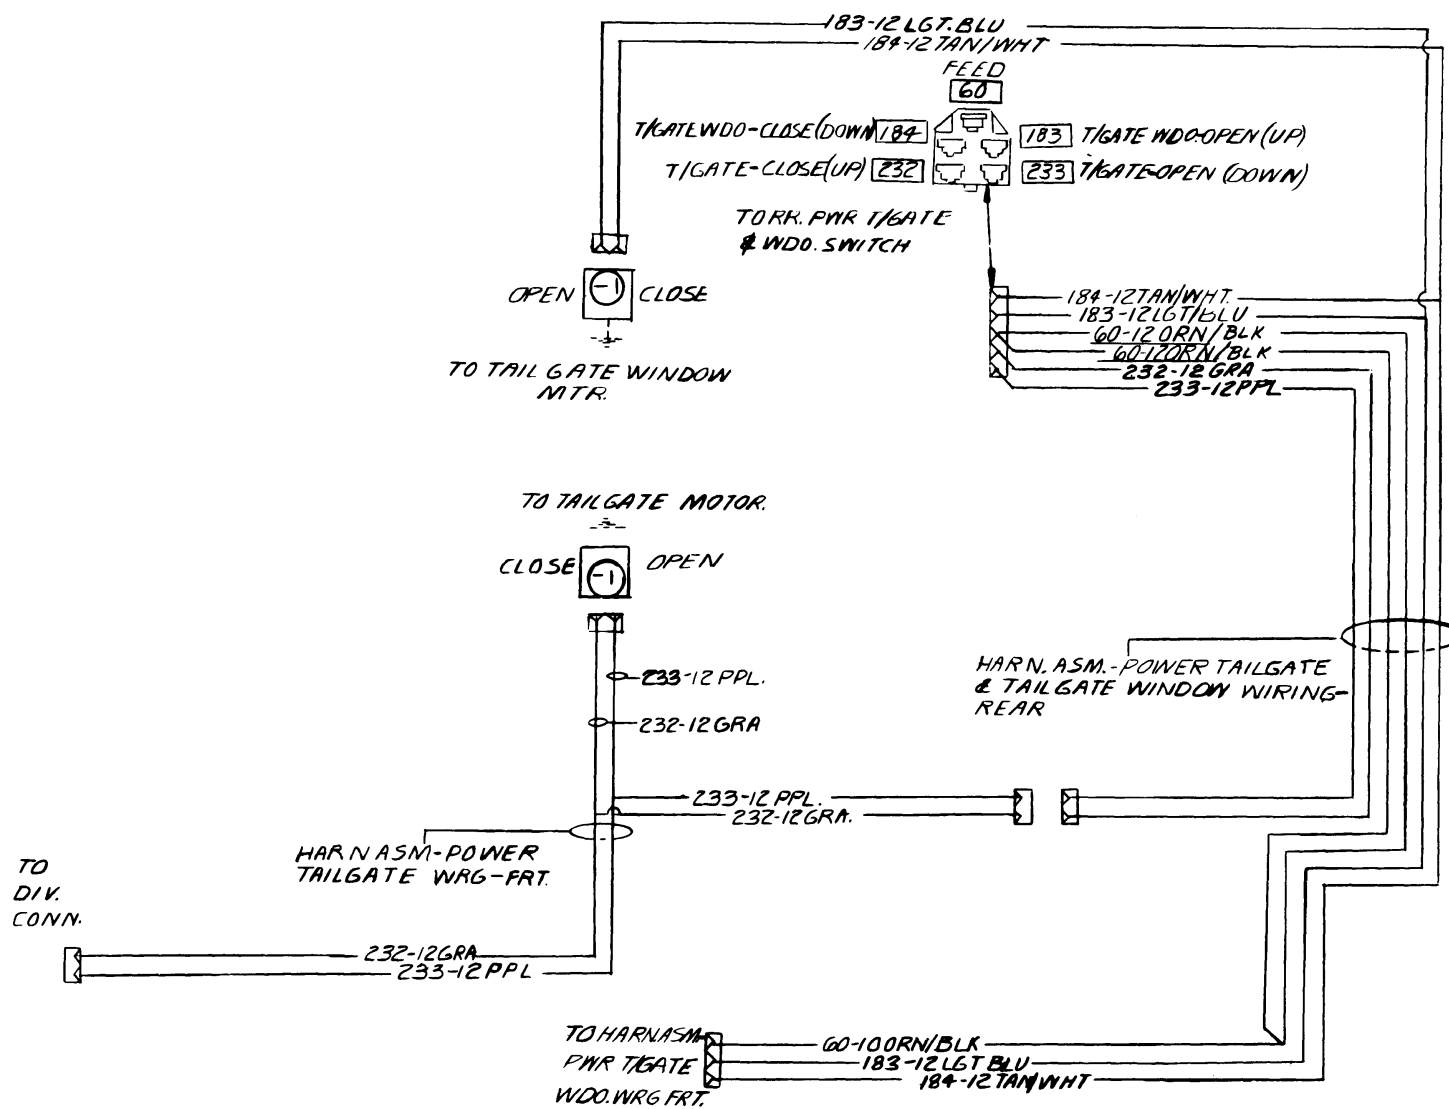 183-12 LGT.BLU
184-12 TAN/WHT
FEED
60
T/GATE WDO-CLOSE(DOWN) 184
183 T/GATE WDO-OPEN(UP)
T/GATE-CLOSE(UP) 232
233 T/GATE-OPEN (DOWN)
TO RR. PWR T/GATE
& WDO. SWITCH
OPEN
CLOSE
TO TAIL GATE WINDOW
MTR.
184-12 TAN/WHT.
183-12 LGT/BLU
60-12 ORN/BLK
60-12 ORN/BLK
232-12 GRA
233-12 PPL
TO TAILGATE MOTOR.
CLOSE
OPEN
233-12 PPL.
232-12 GRA
HARN. ASM.-POWER TAILGATE
& TAILGATE WINDOW WIRING-
REAR
233-12 PPL.
232-12 GRA.
HARN ASM-POWER
TAILGATE WRG-FRT.
TO
DIV.
CONN.
232-12 GRA
233-12 PPL
TO HARN.ASM
PWR T/GATE
WDO. WRG FRT.
60-10 ORN/BLK
183-12 LGT BLU
184-12 TAN/WHT